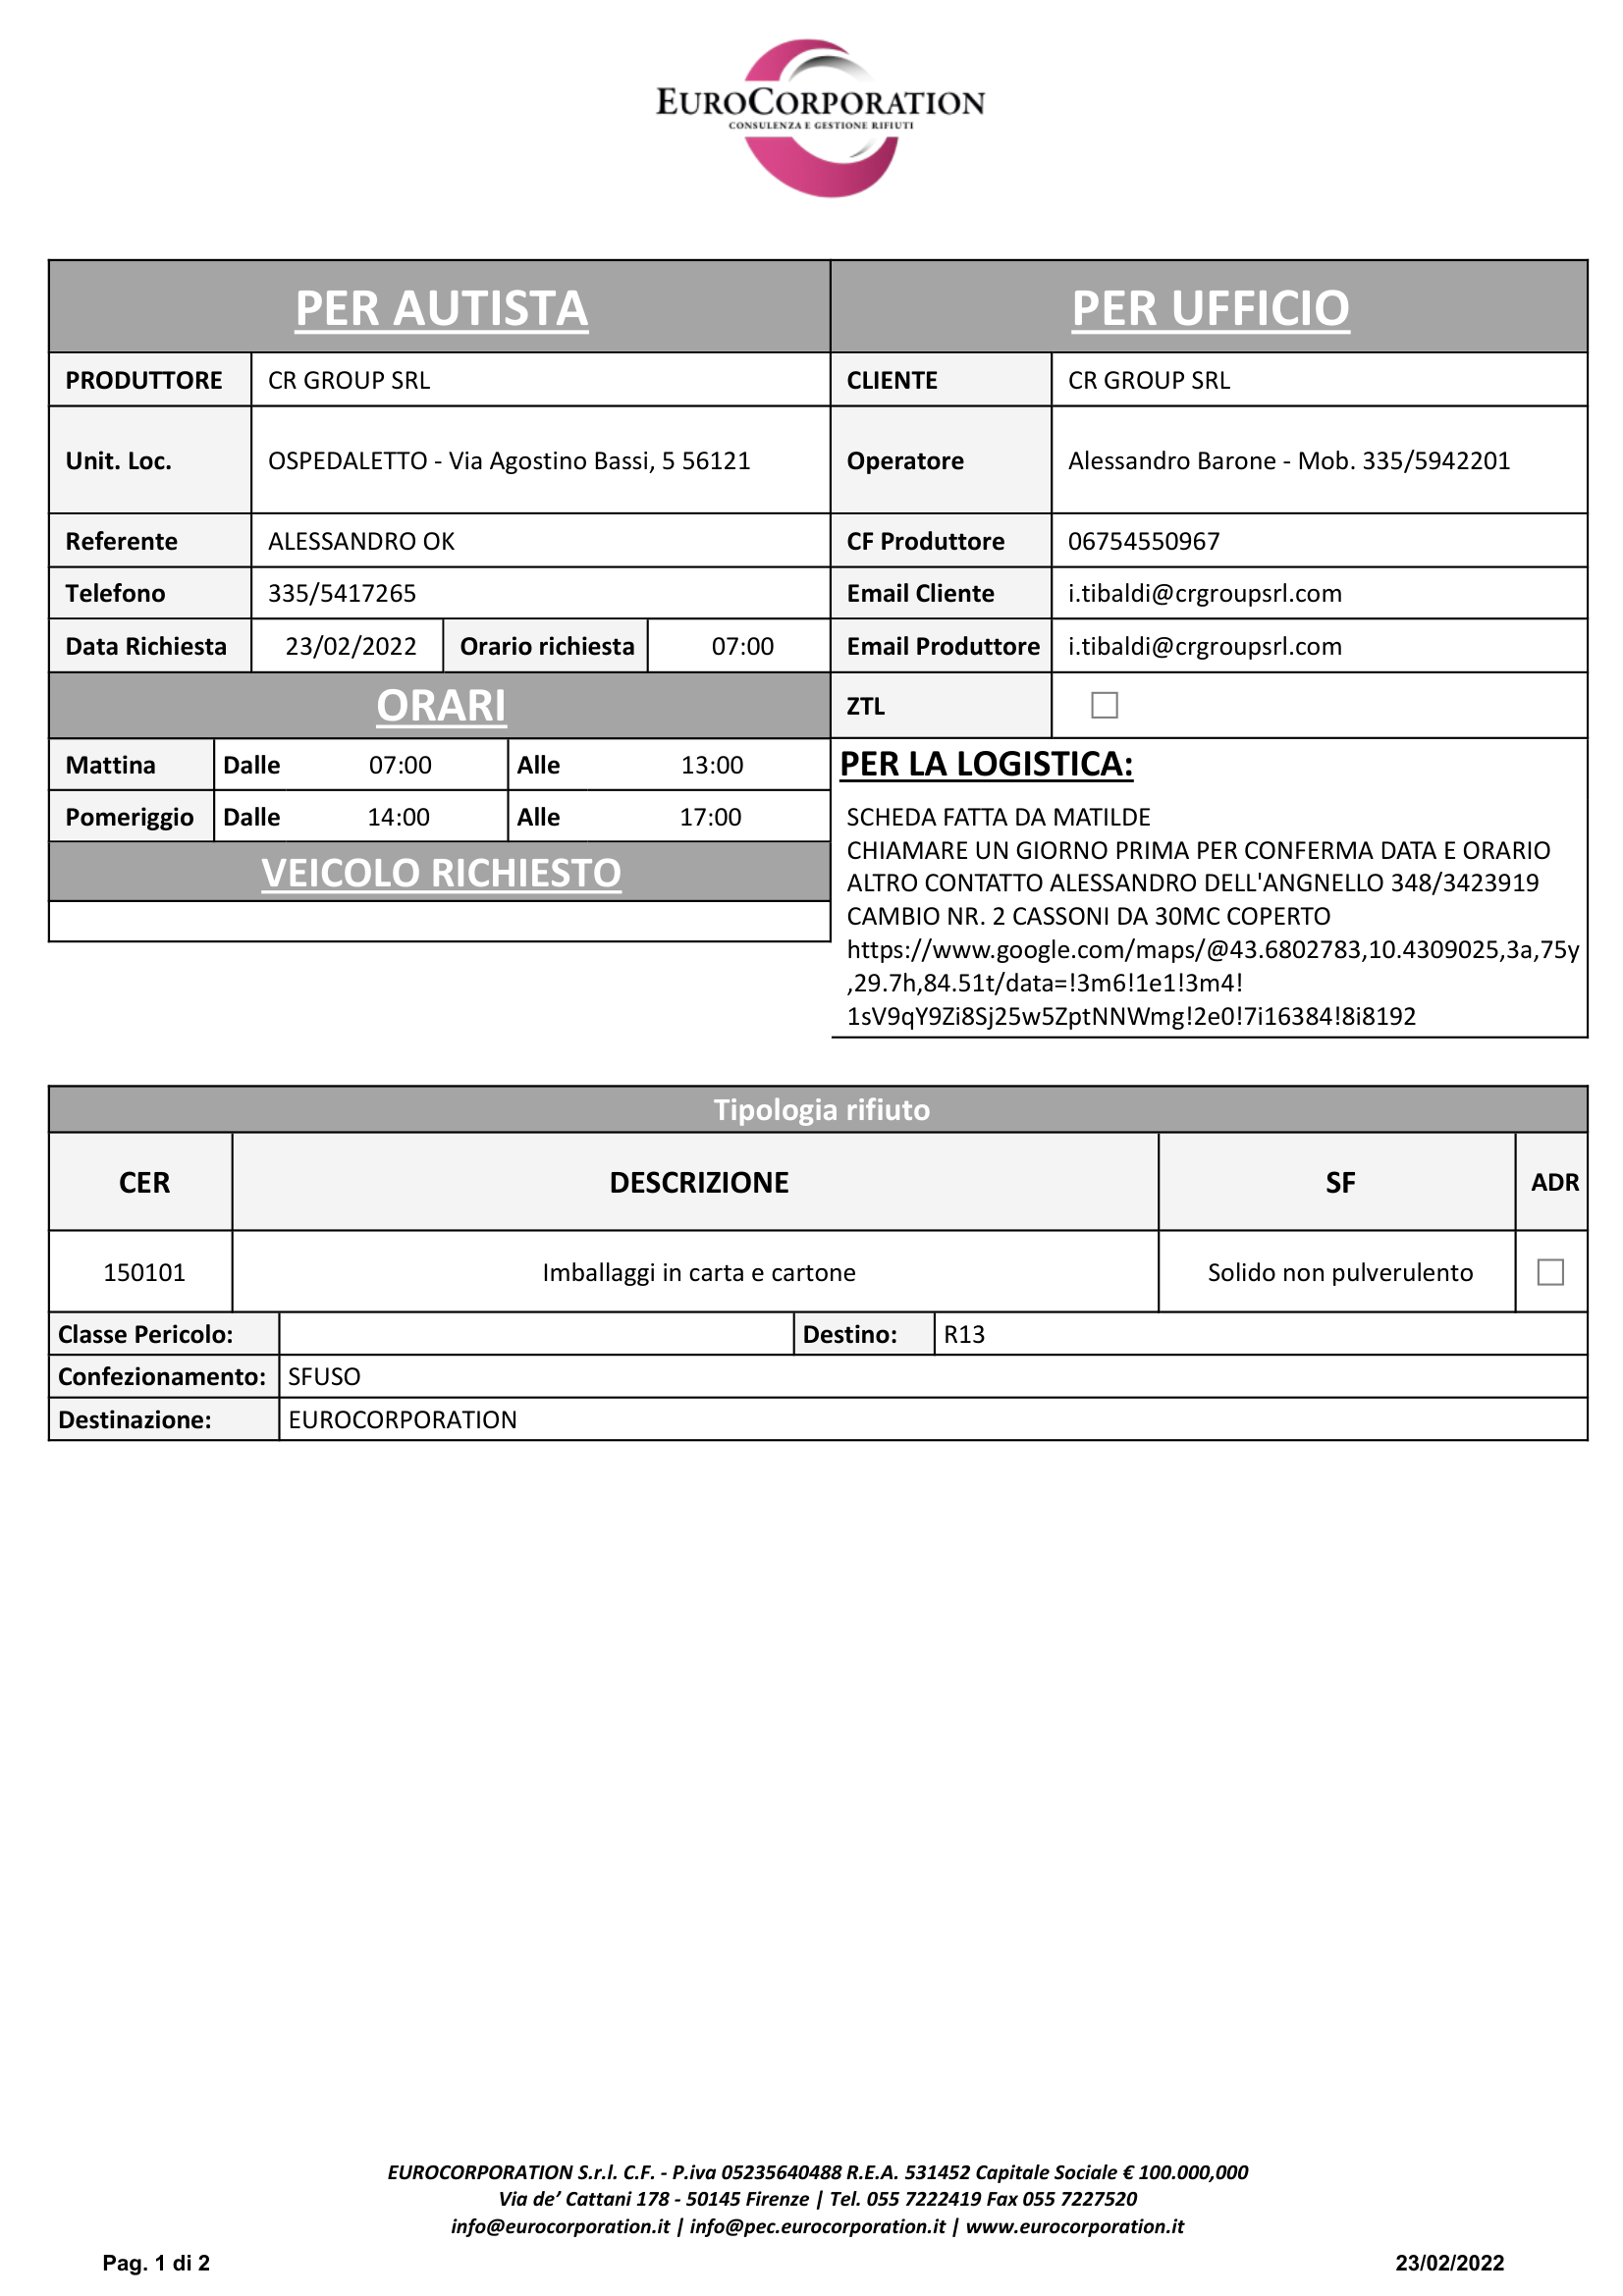 EUROCORPORATION
CONSULENZA E GESTIONE RIFIUTI
PER AUTISTA
PER UFFICIO
PRODUTTORE CR GROUP SRL
CLIENTE CR GROUP SRL
Unit. Loc. OSPEDALETTO - Via Agostino Bassi, 5 56121
Operatore Alessandro Barone - Mob. 335/5942201
Referente ALESSANDRO OK
CF Produttore 06754550967
Telefono 335/5417265
Email Cliente i.tibaldi@crgroupsrl.com
Data Richiesta 23/02/2022 Orario richiesta 07:00
Email Produttore i.tibaldi@crgroupsrl.com
ORARI
ZTL
Mattina Dalle 07:00 Alle 13:00
Pomeriggio Dalle 14:00 Alle 17:00
VEICOLO RICHIESTO
PER LA LOGISTICA:
SCHEDA FATTA DA MATILDE
CHIAMARE UN GIORNO PRIMA PER CONFERMA DATA E ORARIO
ALTRO CONTATTO ALESSANDRO DELL'ANGNELLO 348/3423919
CAMBIO NR. 2 CASSONI DA 30MC COPERTO
https://www.google.com/maps/@43.6802783,10.4309025,3a,75y
,29.7h,84.51t/data=!3m6!1e1!3m4!
1sV9qY9Zi8Sj25w5ZptNNWmg!2e0!7i16384!8i8192
Tipologia rifiuto
CER DESCRIZIONE SF ADR
150101 Imballaggi in carta e cartone Solido non pulverulento
Classe Pericolo: Destino: R13
Confezionamento: SFUSO
Destinazione: EUROCORPORATION
EUROCORPORATION S.r.l. C.F. - P.iva 05235640488 R.E.A. 531452 Capitale Sociale € 100.000,000
Via de’ Cattani 178 - 50145 Firenze | Tel. 055 7222419 Fax 055 7227520
info@eurocorporation.it | info@pec.eurocorporation.it | www.eurocorporation.it
Pag. 1 di 2 23/02/2022